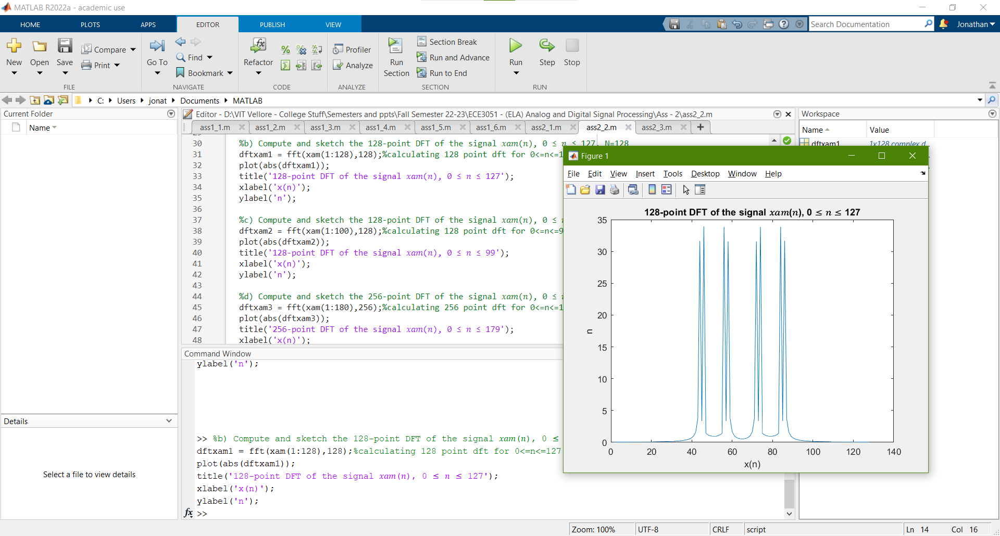 MATLAB R2022a - academic use
HOME PLOTS APPS EDITOR PUBLISH VIEW
Search Documentation
Jonathan
New Open Save Compare Print
FILE
Go To Find Bookmark
NAVIGATE
Refactor
CODE
Profiler
Analyze
ANALYZE
Run Section
Section Break
Run and Advance
Run to End
SECTION
Run Step Stop
RUN
C: Users jonat Documents MATLAB
Current Folder
Name
Details
Select a file to view details
Editor - D:\VIT Vellore - College Stuff\Semesters and ppts\Fall Semester 22-23\ECE3051 - (ELA) Analog and Digital Signal Processing\Ass - 2\ass2_2.m
ass1_1.m ass1_2.m ass1_3.m ass1_4.m ass1_5.m ass1_6.m ass2_1.m ass2_2.m ass2_3.m
30 %b) Compute and sketch the 128-point DFT of the signal 𝑥𝑎𝑚(𝑛), 0 ≤ 𝑛 ≤ 127, N=128
31 dftxam1 = fft(xam(1:128),128);%calculating 128 point dft for 0<=n<=1
32 plot(abs(dftxam1));
33 title('128-point DFT of the signal 𝑥𝑎𝑚(𝑛), 0 ≤ 𝑛 ≤ 127');
34 xlabel('x(n)');
35 ylabel('n');
36
37 %c) Compute and sketch the 128-point DFT of the signal 𝑥𝑎𝑚(𝑛), 0 ≤
38 dftxam2 = fft(xam(1:100),128);%calculating 128 point dft for 0<=n<=9
39 plot(abs(dftxam2));
40 title('128-point DFT of the signal 𝑥𝑎𝑚(𝑛), 0 ≤ 𝑛 ≤ 99');
41 xlabel('x(n)');
42 ylabel('n');
43
44 %d) Compute and sketch the 256-point DFT of the signal 𝑥𝑎𝑚(𝑛), 0 ≤
45 dftxam3 = fft(xam(1:180),256);%calculating 256 point dft for 0<=n<=1
46 plot(abs(dftxam3));
47 title('256-point DFT of the signal 𝑥𝑎𝑚(𝑛), 0 ≤ 𝑛 ≤ 179');
48 xlabel('x(n)');
Command Window
ylabel('n');
>> %b) Compute and sketch the 128-point DFT of the signal 𝑥𝑎𝑚(𝑛), 0 ≤
dftxam1 = fft(xam(1:128),128);%calculating 128 point dft for 0<=n<=127
plot(abs(dftxam1));
title('128-point DFT of the signal 𝑥𝑎𝑚(𝑛), 0 ≤ 𝑛 ≤ 127');
xlabel('x(n)');
ylabel('n');
fx >>
Workspace
Name Value
dftxam1 1x128 complex d
Figure 1
File Edit View Insert Tools Desktop Window Help
128-point DFT of the signal 𝑥𝑎𝑚(𝑛), 0 ≤ 𝑛 ≤ 127
35
30
25
20
15
10
5
0
n
0 20 40 60 80 100 120 140
x(n)
Zoom: 100% UTF-8 CRLF script Ln 14 Col 16